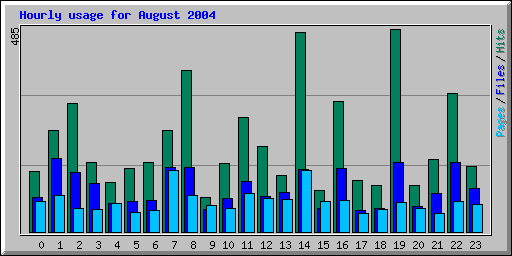 Hourly usage for August 2004
485
Pages / Files / Hits
0 1 2 3 4 5 6 7 8 9 10 11 12 13 14 15 16 17 18 19 20 21 22 23